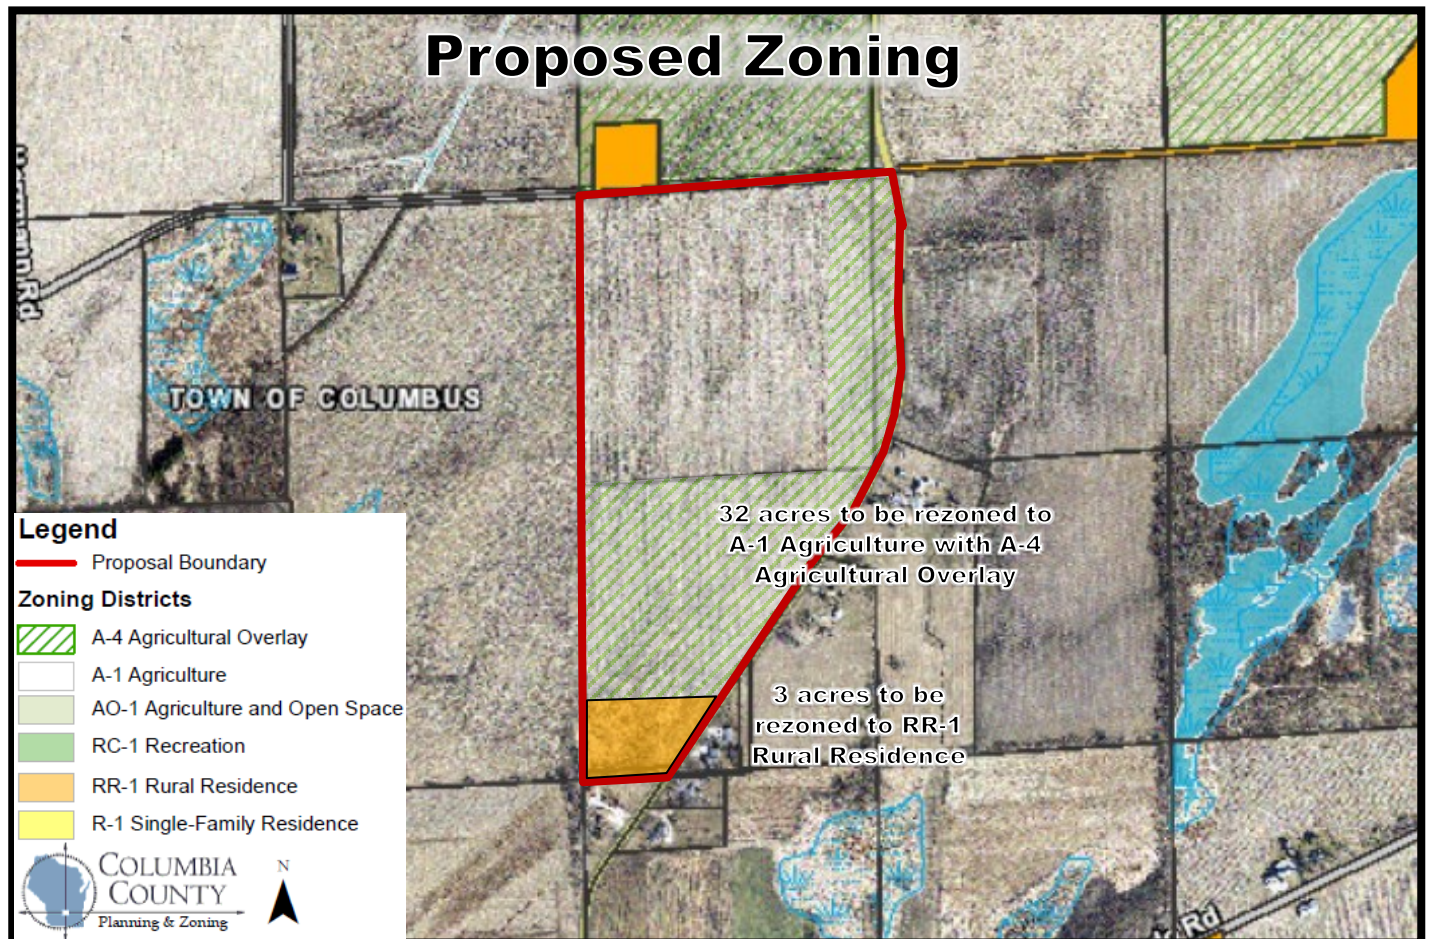 Proposed Zoning
TOWN OF COLUMBUS
32 acres to be rezoned to
A-1 Agriculture with A-4
Agricultural Overlay
3 acres to be
rezoned to RR-1
Rural Residence
Rd
Rd
Legend
Proposal Boundary
Zoning Districts
A-4 Agricultural Overlay
A-1 Agriculture
AO-1 Agriculture and Open Space
RC-1 Recreation
RR-1 Rural Residence
R-1 Single-Family Residence
COLUMBIA
COUNTY
Planning & Zoning
N